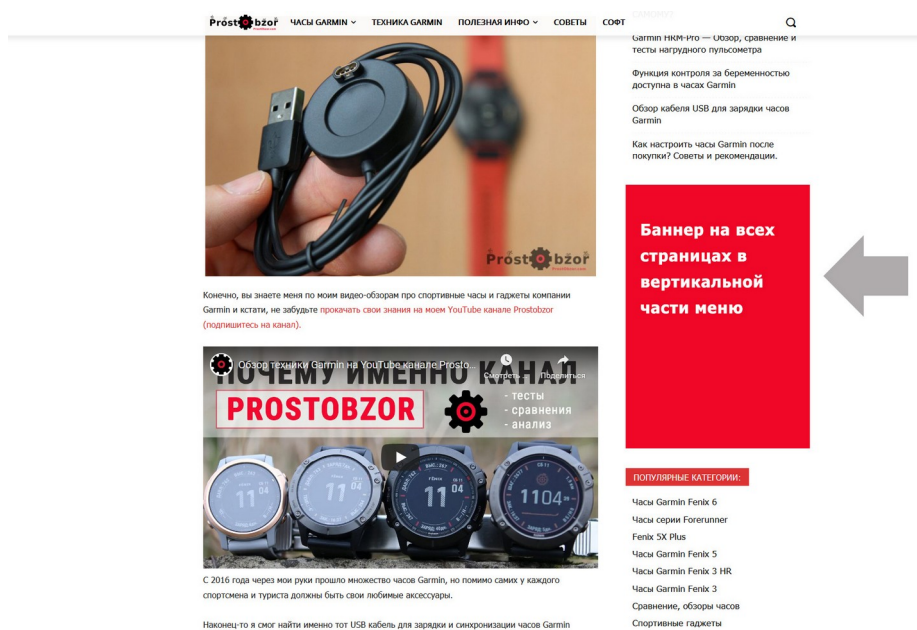 Prostobzor
ЧАСЫ GARMIN
ТЕХНИКА GARMIN
ПОЛЕЗНАЯ ИНФО
СОВЕТЫ
СОФТ
Garmin HRM-Pro — Обзор, сравнение и
тесты нагрудного пульсометра
Функция контроля за беременностью
доступна в часах Garmin
Обзор кабеля USB для зарядки часов
Garmin
Как настроить часы Garmin после
покупки? Советы и рекомендации.
Prostobzor
Баннер на всех
страницах в
вертикальной
части меню
Конечно, вы знаете меня по моим видео-обзорам про спортивные часы и гаджеты компании
Garmin и кстати, не забудьте прокачать свои знания на моем YouTube канале Prostobzor
(подпишитесь на канал).
Обзор техники Garmin на YouTube канале Prosto...
Смотреть ...
Поделиться
ПОЧЕМУ ИМЕННО КАНАЛ
PROSTOBZOR
- тесты
- сравнения
- анализ
11 04
11
11 04
1104
ПОПУЛЯРНЫЕ КАТЕГОРИИ:
Часы Garmin Fenix 6
Часы серии Forerunner
Fenix 5X Plus
Часы Garmin Fenix 5
Часы Garmin Fenix 3 HR
Часы Garmin Fenix 3
Сравнение, обзоры часов
Спортивные гаджеты
С 2016 года через мои руки прошло множество часов Garmin, но помимо самих у каждого
спортсмена и туриста должны быть свои любимые аксессуары.
Наконец-то я смог найти именно тот USB кабель для зарядки и синхронизации часов Garmin